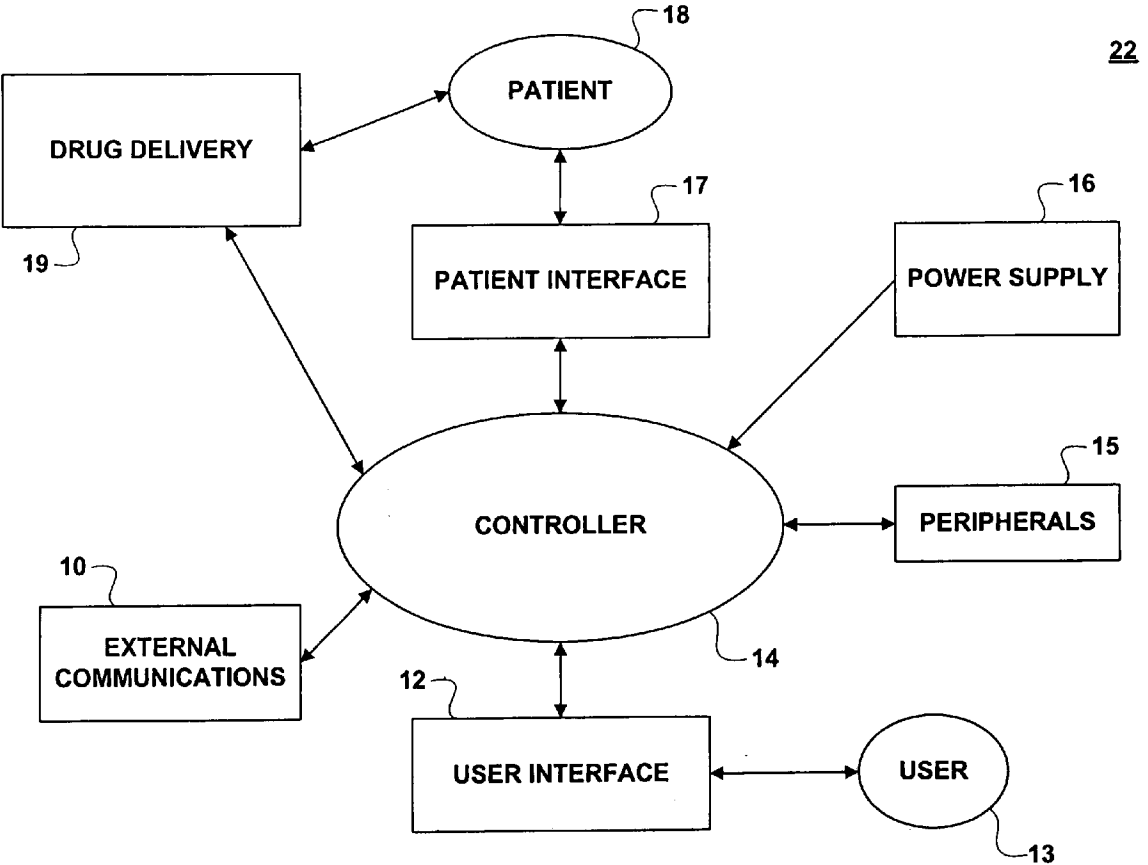 18
22
PATIENT
DRUG DELIVERY
17
16
19
PATIENT INTERFACE
POWER SUPPLY
15
CONTROLLER
PERIPHERALS
10
EXTERNAL
COMMUNICATIONS
14
12
USER INTERFACE
USER
13